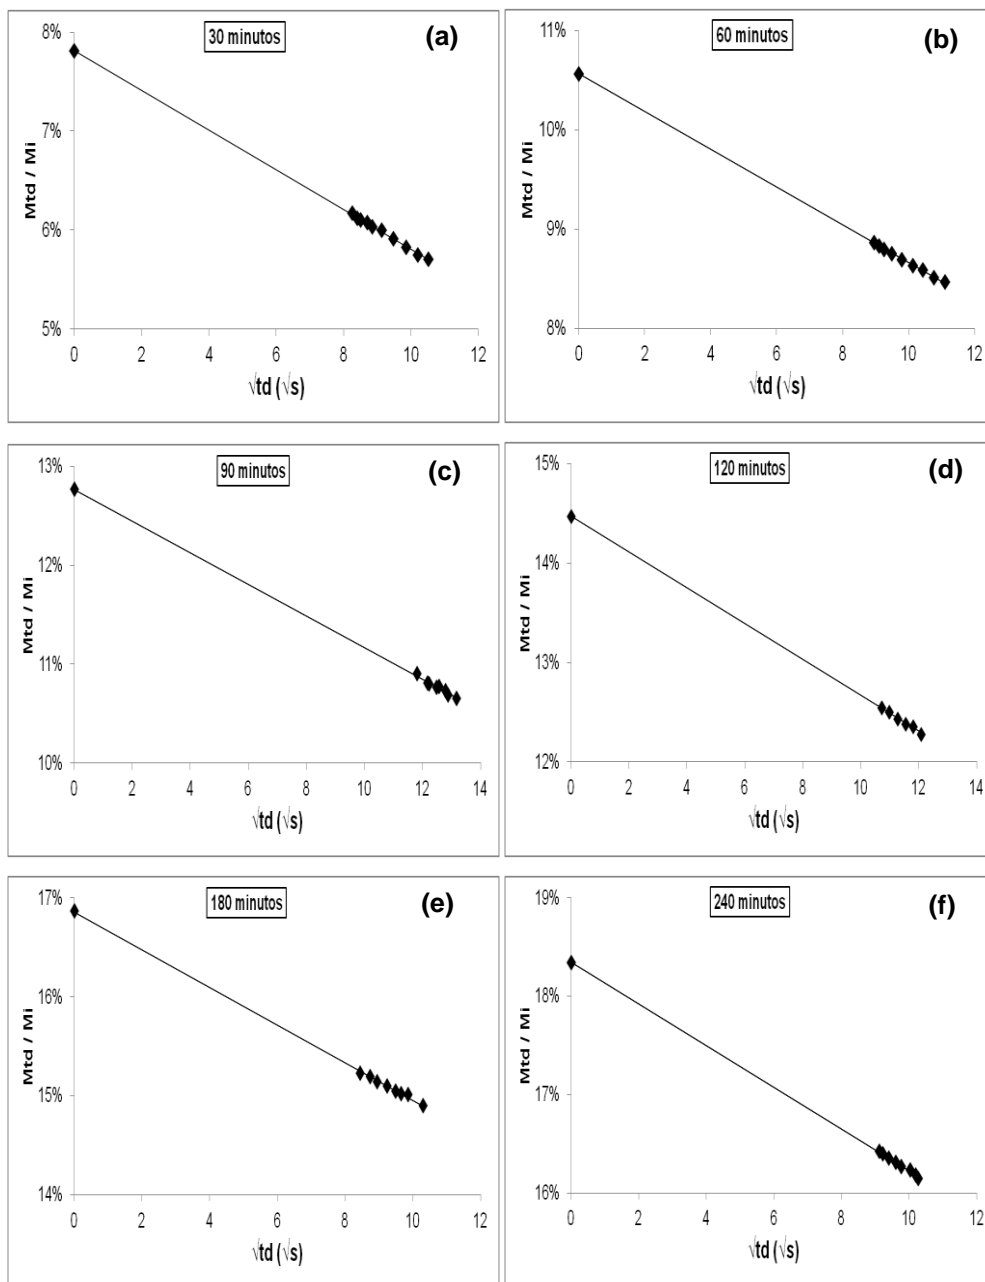 30 minutos
(a)
8%
7%
6%
5%
Mtd / Mi
0 2 4 6 8 10 12
√td (√s)
60 minutos
(b)
11%
10%
9%
8%
Mtd / Mi
0 2 4 6 8 10 12
√td (√s)
90 minutos
(c)
13%
12%
11%
10%
Mtd / Mi
0 2 4 6 8 10 12 14
√td (√s)
120 minutos
(d)
15%
14%
13%
12%
Mtd / Mi
0 2 4 6 8 10 12 14
√td (√s)
180 minutos
(e)
17%
16%
15%
14%
Mtd / Mi
0 2 4 6 8 10 12
√td (√s)
240 minutos
(f)
19%
18%
17%
16%
Mtd / Mi
0 2 4 6 8 10 12
√td (√s)